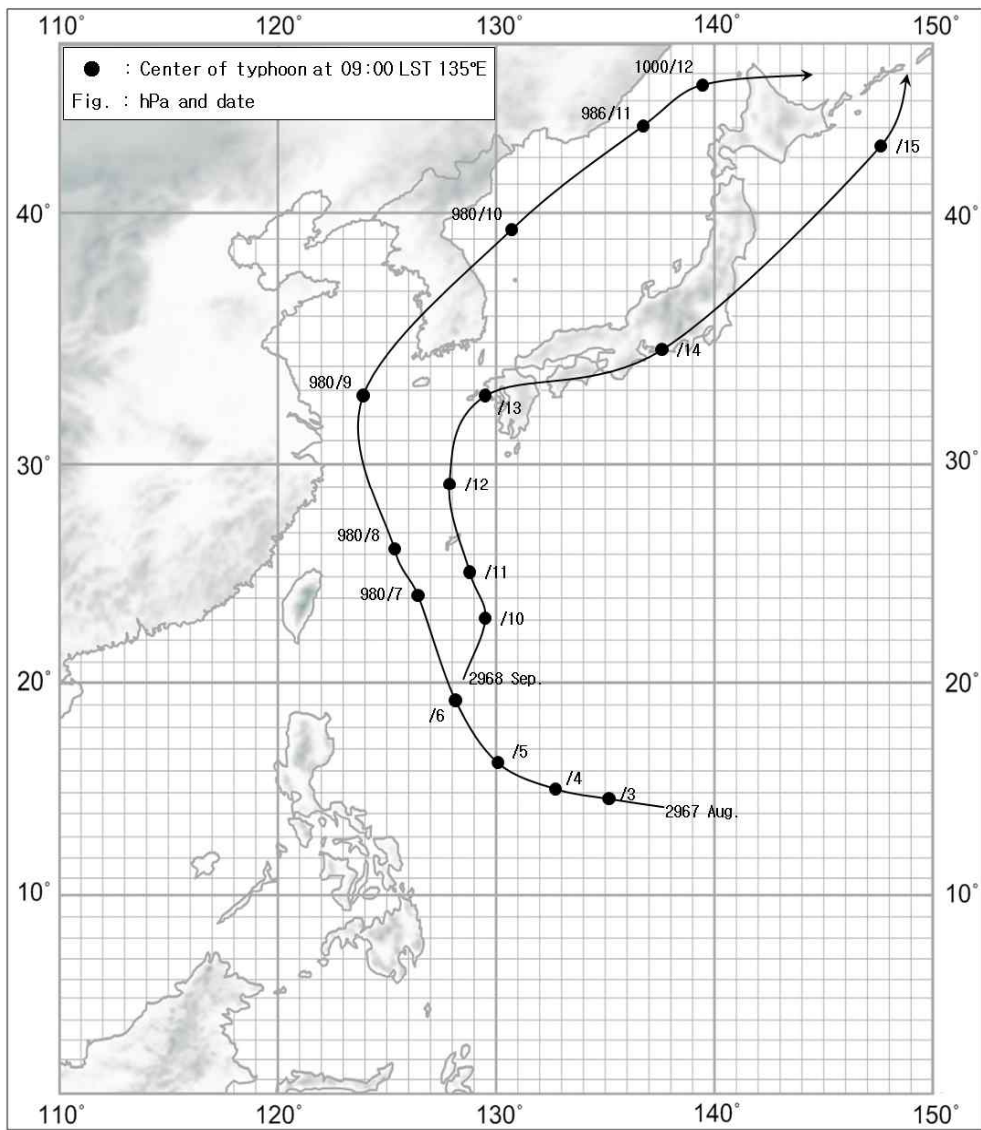 110° 120° 130° 140° 150°
● : Center of typhoon at 09:00 LST 135°E
Fig. : hPa and date
1000/12
986/11
/15
40° 980/10 40°
/14
980/9
/13
30° 30°
/12
980/8
/11
980/7
/10
2968 Sep.
20° 20°
/6
/5
/4
/3
2967 Aug.
10° 10°
110° 120° 130° 140° 150°